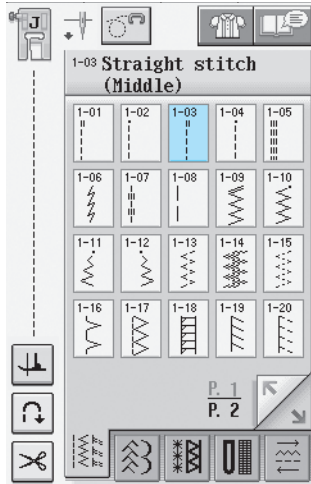 J
1-03 Straight stitch
(Middle)
1-01 1-02 1-03 1-04 1-05
1-06 1-07 1-08 1-09 1-10
1-11 1-12 1-13 1-14 1-15
1-16 1-17 1-18 1-19 1-20
P. 1
P. 2